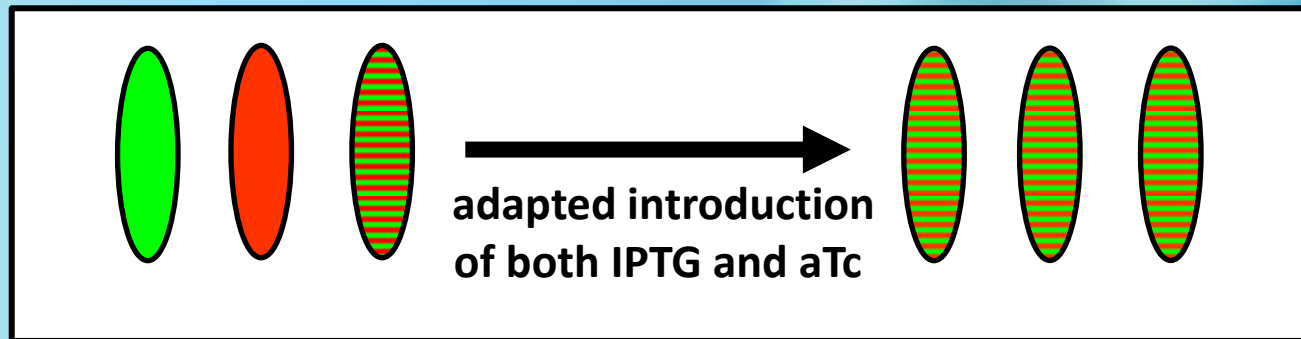 adapted introduction
of both IPTG and aTc